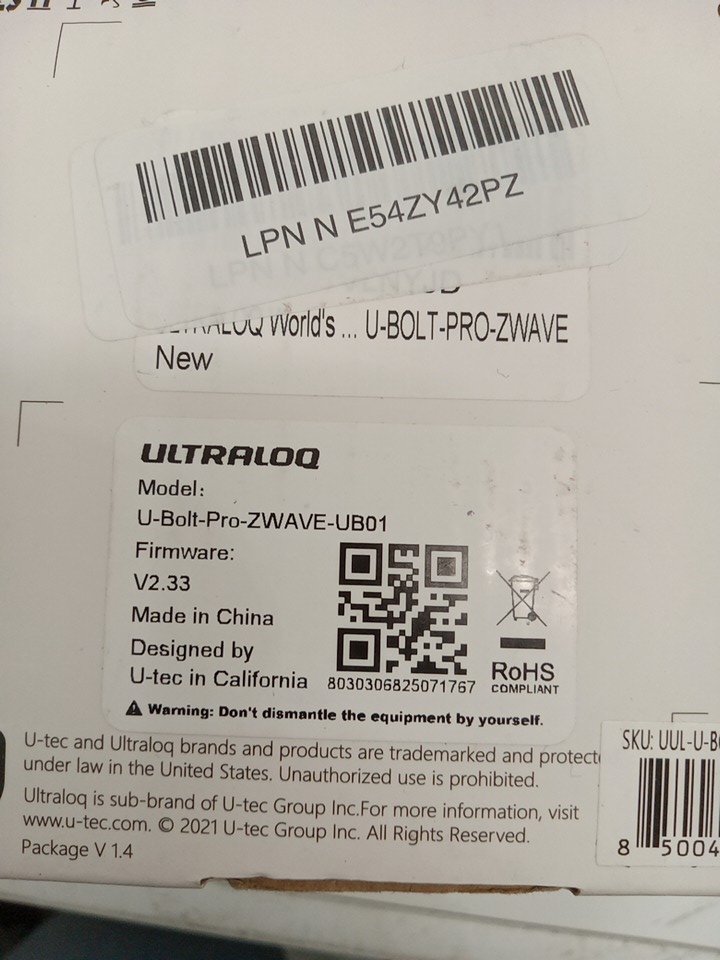 LPN N E54ZY42PZ
World's ... U-BOLT-PRO-ZWAVE
New
ULTRALOQ
Model:
U-Bolt-Pro-ZWAVE-UB01
Firmware:
V2.33
Made in China
Designed by
U-tec in California
8030306825071767
RoHS
COMPLIANT
Warning: Don't dismantle the equipment by yourself.
U-tec and Ultraloq brands and products are trademarked and
under law in the United States. Unauthorized use is prohibited.
Ultraloq is sub-brand of U-tec Group Inc.For more information, visit
www.u-tec.com. © 2021 U-tec Group Inc. All Rights Reserved.
Package V 1.4
SKU: UUL-U-B
8 5004